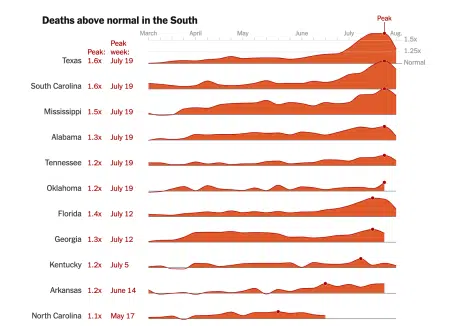 Deaths above normal in the South
Peak
March April May June July Aug.
1.5x
1.25x
Normal
Peak: Peak week:
Texas 1.6x July 19
South Carolina 1.6x July 19
Mississippi 1.5x July 19
Alabama 1.3x July 19
Tennessee 1.2x July 19
Oklahoma 1.2x July 19
Florida 1.4x July 12
Georgia 1.3x July 12
Kentucky 1.2x July 5
Arkansas 1.2x June 14
North Carolina 1.1x May 17